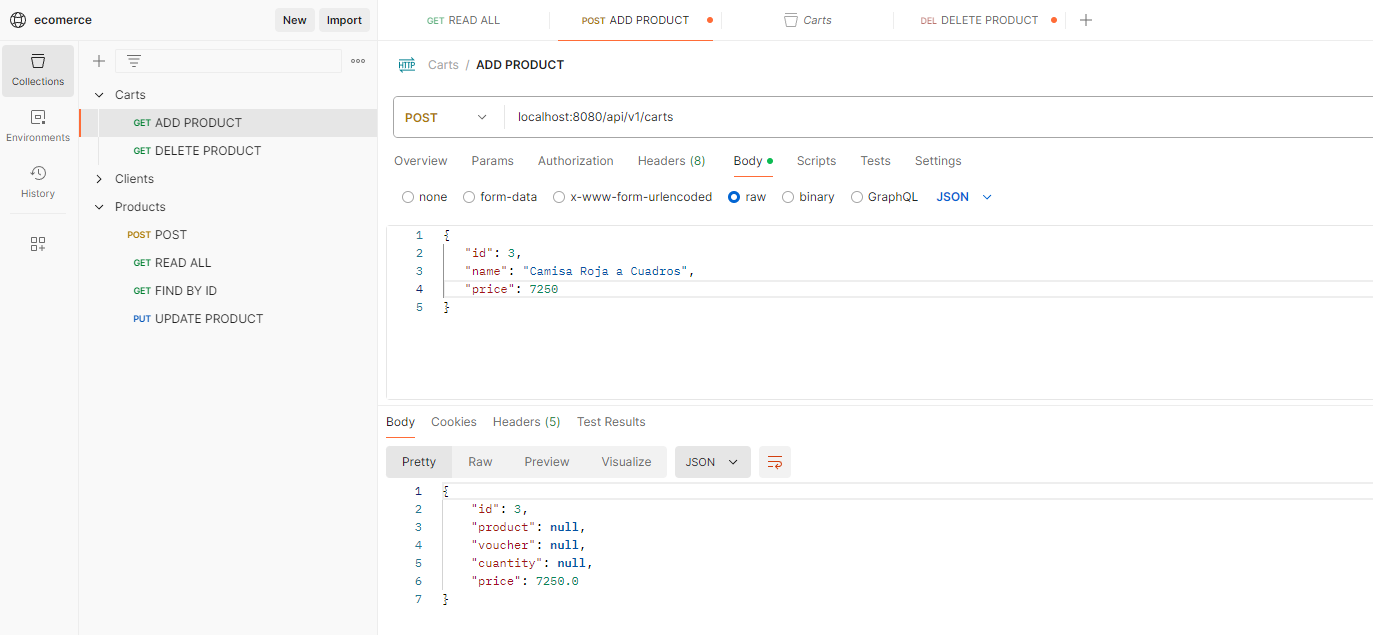 ecomerce
New
Import
GET READ ALL
POST ADD PRODUCT
Carts
DEL DELETE PRODUCT
Collections
Environments
History
Carts
GET ADD PRODUCT
GET DELETE PRODUCT
Clients
Products
POST POST
GET READ ALL
GET FIND BY ID
PUT UPDATE PRODUCT
HTTP Carts / ADD PRODUCT
POST localhost:8080/api/v1/carts
Overview Params Authorization Headers (8) Body Scripts Tests Settings
none form-data x-www-form-urlencoded raw binary GraphQL JSON
1 {
2 "id": 3,
3 "name": "Camisa Roja a Cuadros",
4 "price": 7250
5 }
Body Cookies Headers (5) Test Results
Pretty Raw Preview Visualize JSON
1 {
2 "id": 3,
3 "product": null,
4 "voucher": null,
5 "cuantity": null,
6 "price": 7250.0
7 }